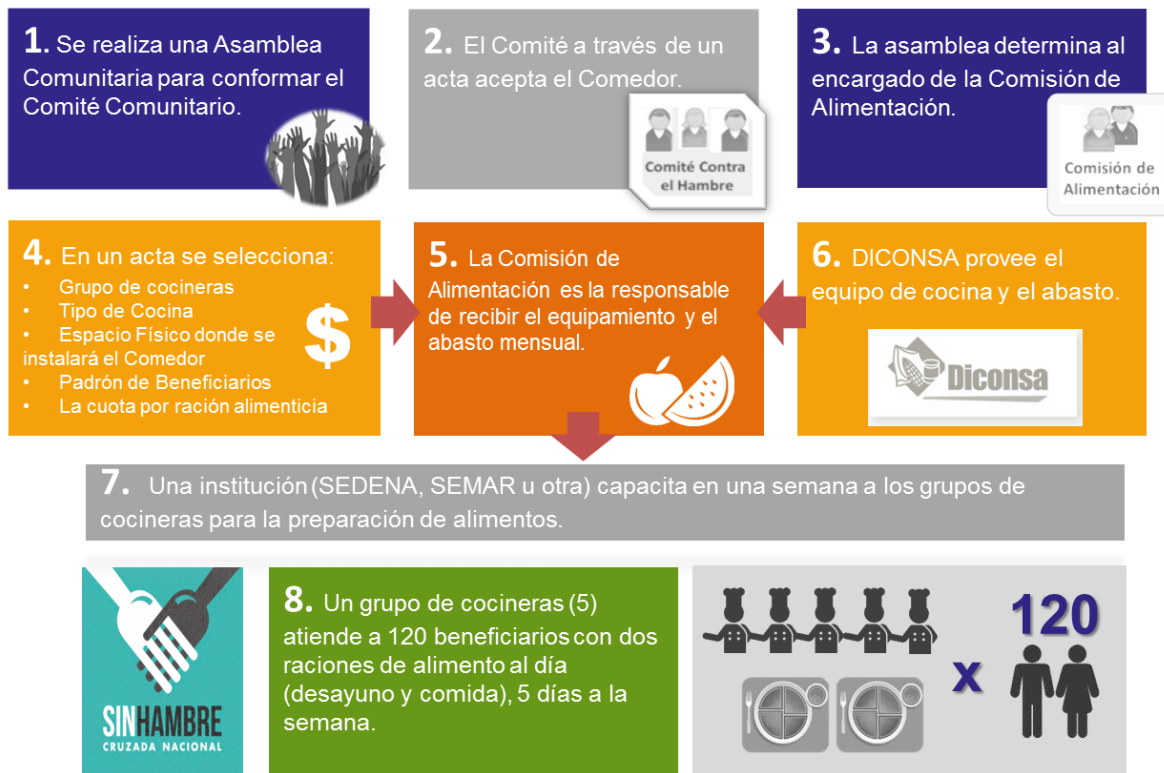 1. Se realiza una Asamblea
Comunitaria para conformar el
Comité Comunitario.
2. El Comité a través de un
acta acepta el Comedor.
Comité Contra
el Hambre
3. La asamblea determina al
encargado de la Comisión de
Alimentación.
Comisión de
Alimentación
4. En un acta se selecciona:
• Grupo de cocineras
• Tipo de Cocina
• Espacio Físico donde se
instalará el Comedor
• Padrón de Beneficiarios
• La cuota por ración alimenticia
$
5. La Comisión de
Alimentación es la responsable
de recibir el equipamiento y el
abasto mensual.
6. DICONSA provee el
equipo de cocina y el abasto.
Diconsa
7. Una institución (SEDENA, SEMAR u otra) capacita en una semana a los grupos de
cocineras para la preparación de alimentos.
SINHAMBRE
CRUZADA NACIONAL
8. Un grupo de cocineras (5)
atiende a 120 beneficiarios con dos
raciones de alimento al día
(desayuno y comida), 5 días a la
semana.
x
120